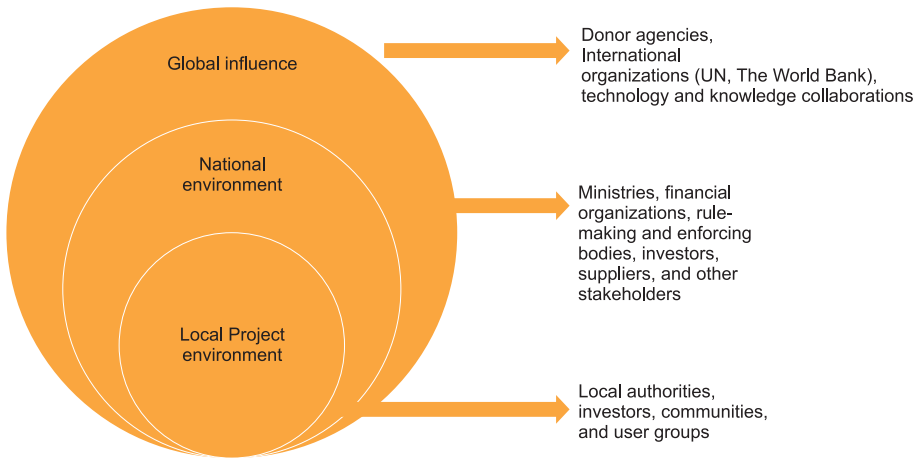 Global influence
Donor agencies,
International
organizations (UN, The World Bank),
technology and knowledge collaborations
National
environment
Ministries, financial
organizations, rule-
making and enforcing
bodies, investors,
suppliers, and other
stakeholders
Local Project
environment
Local authorities,
investors, communities,
and user groups